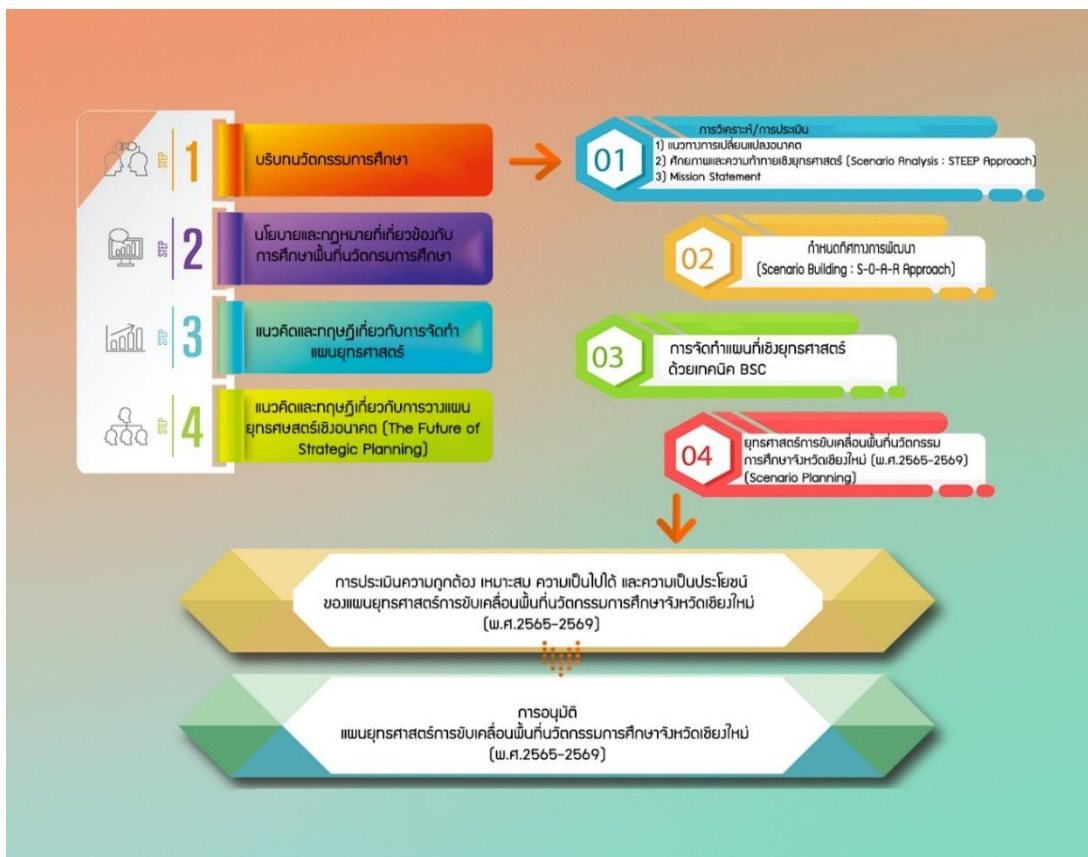 STEP 1
บริบทนวัตกรรมการศึกษา
STEP 2
นโยบายและกฎหมายที่เกี่ยวข้องกับ
การศึกษาพื้นที่นวัตกรมการศึกษา
STEP 3
แนวคิดและทฤษฎีเกี่ยวกับการจัดทำ
แผนยุทธศาสตร์
STEP 4
แนวคิดและทฤษฎีเกี่ยวกับการวางแผน
ยุทธศษสตร์เชิงอนาคต (The Future of
Strategic Planning)
01
การวิเคราะห์/การประเมิน
1) แนวทางการเปลี่ยนแปลงอนาคต
2) ศักยภาพและความท้าทายเชิงยุทธศาสตร์ (Scenario Analysis : STEEP Approach)
3) Mission Statement
02
กำหนดทิศทางการพัฒนา
(Scenario Building : S-O-A-R Approach)
03
การจัดทำแผนที่เชิงยุทธศาสตร์
ด้วยเทคนิค BSC
04
ยุทธศาสตร์การขับเคลื่อนพื้นที่นวัตกรรม
การศึกษาจังหวัดเชียงใหม่ (พ.ศ.2565-2569)
(Scenario Planning)
การประเมินความถูกต้อง เหมาะสม ความเป็นไปได้ และความเป็นประโยชน์
ของแผนยุทธศาสตร์การขับเคลื่อนพื้นที่นวัตกรรมการศึกษาจังหวัดเชียงใหม่
(พ.ศ.2565-2569)
การอนุมัติ
แผนยุทธศาสตร์การขับเคลื่อนพื้นที่นวัตกรรมการศึกษาจังหวัดเชียงใหม่
(พ.ศ.2565-2569)